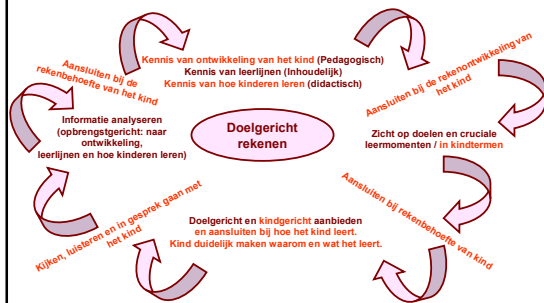 Kennis van ontwikkeling van het kind (Pedagogisch)
Kennis van leerlijnen (Inhoudelijk)
Kennis van hoe kinderen leren (didactisch)
Aansluiten bij de rekenontwikkeling van
het kind
Zicht op doelen en cruciale
leermomenten / in kindtermen
Aansluiten bij rekenbehoefte van kind
Doelgericht en kindgericht aanbieden
en aansluiten bij hoe het kind leert.
Kind duidelijk maken waarom en wat het leert.
Kijken, luisteren en in gesprek gaan met
het kind
Informatie analyseren
(opbrengstgericht: naar
ontwikkeling,
leerlijnen en hoe kinderen leren)
Aansluiten bij de
rekenbehoefte van het kind
Doelgericht
rekenen